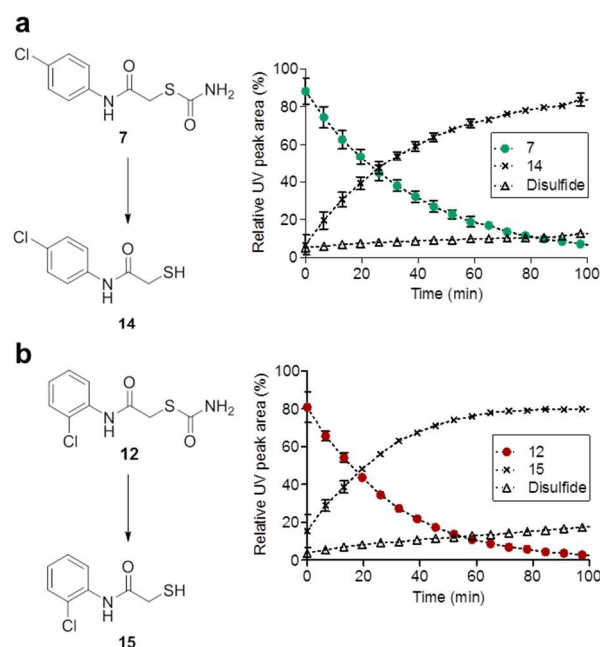 a
Cl
O
S
NH₂
N
H
O
7
Cl
O
SH
N
H
14
Relative UV peak area (%)
100
80
60
40
20
0
7
14
Disulfide
0 20 40 60 80 100
Time (min)
b
O
S
NH₂
N
H
Cl
O
12
O
SH
N
H
Cl
15
Relative UV peak area (%)
100
80
60
40
20
0
12
15
Disulfide
0 20 40 60 80 100
Time (min)